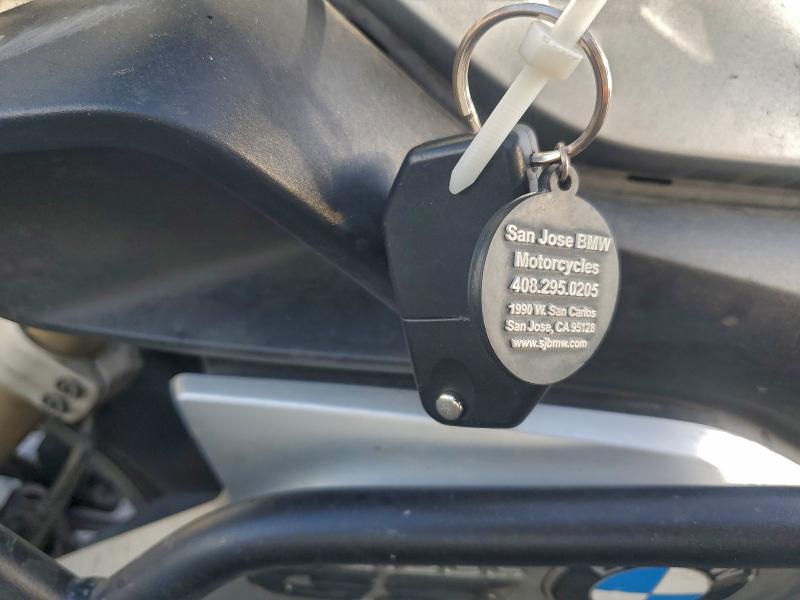 San Jose BMW
Motorcycles
408.295.0205
1990 W. San Carlos
San Jose, CA 95128
www.sjbmw.com